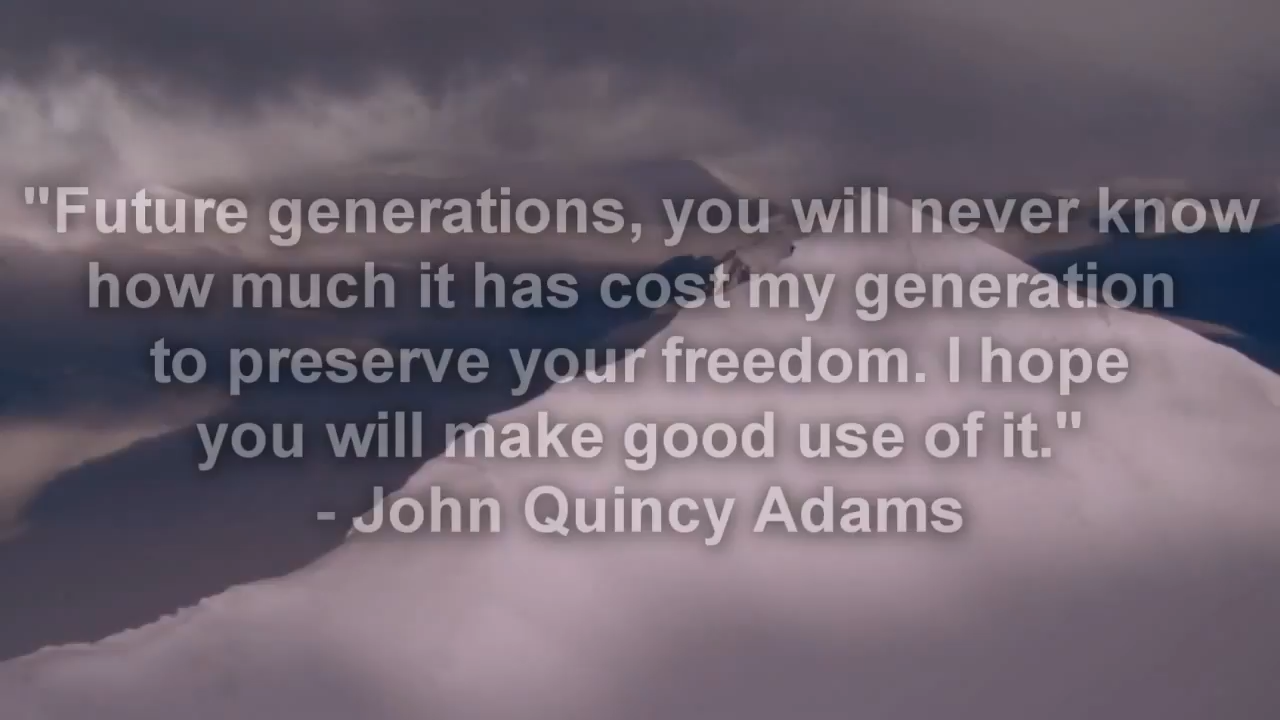 "Future generations, you will never know
how much it has cost my generation
to preserve your freedom. I hope
you will make good use of it."
- John Quincy Adams